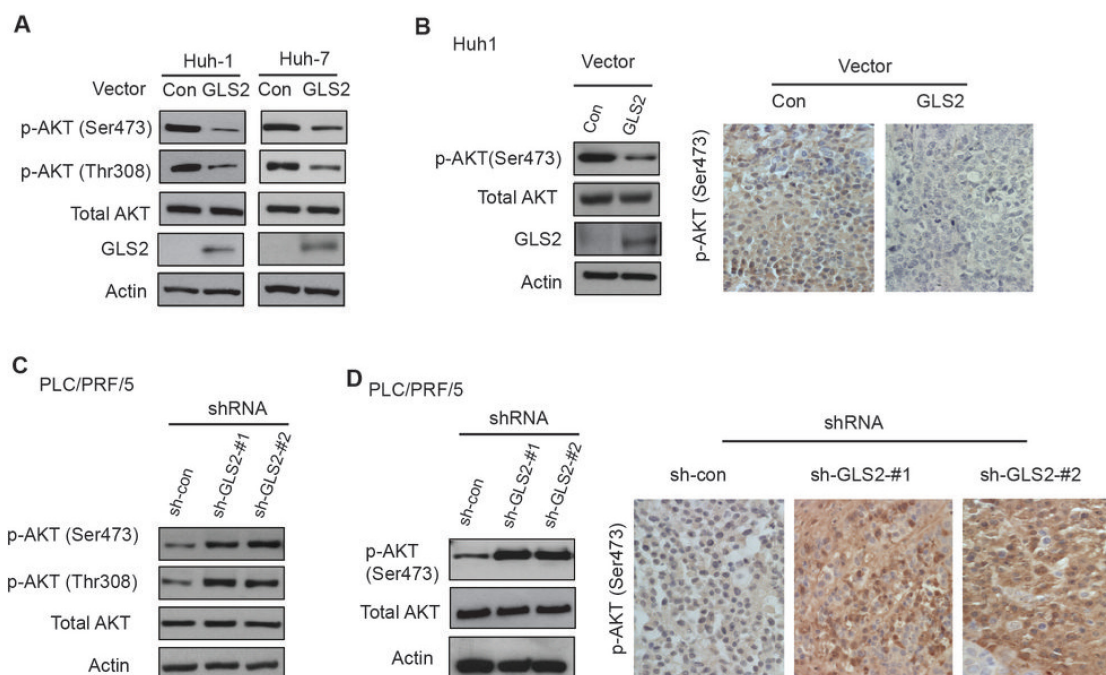 A
Huh-1 Huh-7
Vector Con GLS2 Con GLS2
p-AKT (Ser473)
p-AKT (Thr308)
Total AKT
GLS2
Actin
B
Huh1
Vector
Con GLS2
p-AKT(Ser473)
Total AKT
GLS2
Actin
Vector
Con GLS2
p-AKT (Ser473)
C
PLC/PRF/5
shRNA
sh-con sh-GLS2-#1 sh-GLS2-#2
p-AKT (Ser473)
p-AKT (Thr308)
Total AKT
Actin
D
PLC/PRF/5
shRNA
sh-con sh-GLS2-#1 sh-GLS2-#2
p-AKT
(Ser473)
Total AKT
Actin
shRNA
sh-con sh-GLS2-#1 sh-GLS2-#2
p-AKT (Ser473)